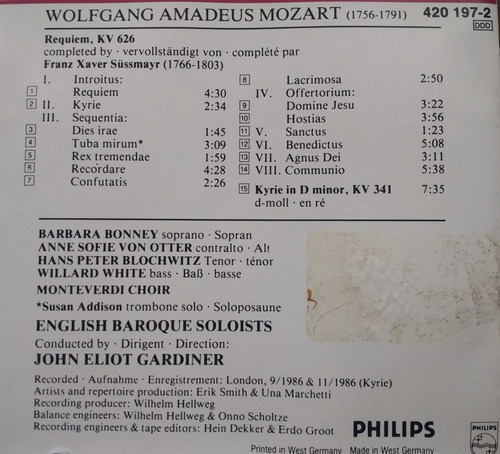 WOLFGANG AMADEUS MOZART (1756-1791) 420 197-2
DDD
Requiem, KV 626
completed by · vervollständigt von · complété par
Franz Xaver Süssmayr (1766-1803)
I. Introitus:
1 Requiem 4:30
2 II. Kyrie 2:34
III. Sequentia:
3 Dies irae 1:45
4 Tuba mirum* 3:09
5 Rex tremendae 1:59
6 Recordare 4:28
7 Confutatis 2:26
8 Lacrimosa 2:50
IV. Offertorium:
9 Domine Jesu 3:22
10 Hostias 3:56
11 V. Sanctus 1:23
12 VI. Benedictus 5:08
13 VII. Agnus Dei 3:11
14 VIII. Communio 5:38
15 Kyrie in D minor, KV 341 7:35
d-moll · en ré
BARBARA BONNEY soprano · Sopran
ANNE SOFIE VON OTTER contralto · Alt
HANS PETER BLOCHWITZ Tenor · ténor
WILLARD WHITE bass · Baß · basse
MONTEVERDI CHOIR
*Susan Addison trombone solo · Soloposaune
ENGLISH BAROQUE SOLOISTS
Conducted by · Dirigent · Direction:
JOHN ELIOT GARDINER
Recorded · Aufnahme · Enregistrement: London, 9/1986 & 11/1986 (Kyrie)
Artists and repertoire production: Erik Smith & Una Marchetti
Recording producer: Wilhelm Hellweg
Balance engineers: Wilhelm Hellweg & Onno Scholtze
Recording engineers & tape editors: Hein Dekker & Erdo Groot
PHILIPS
PHILIPS
Printed in West Germany Made in West Germany